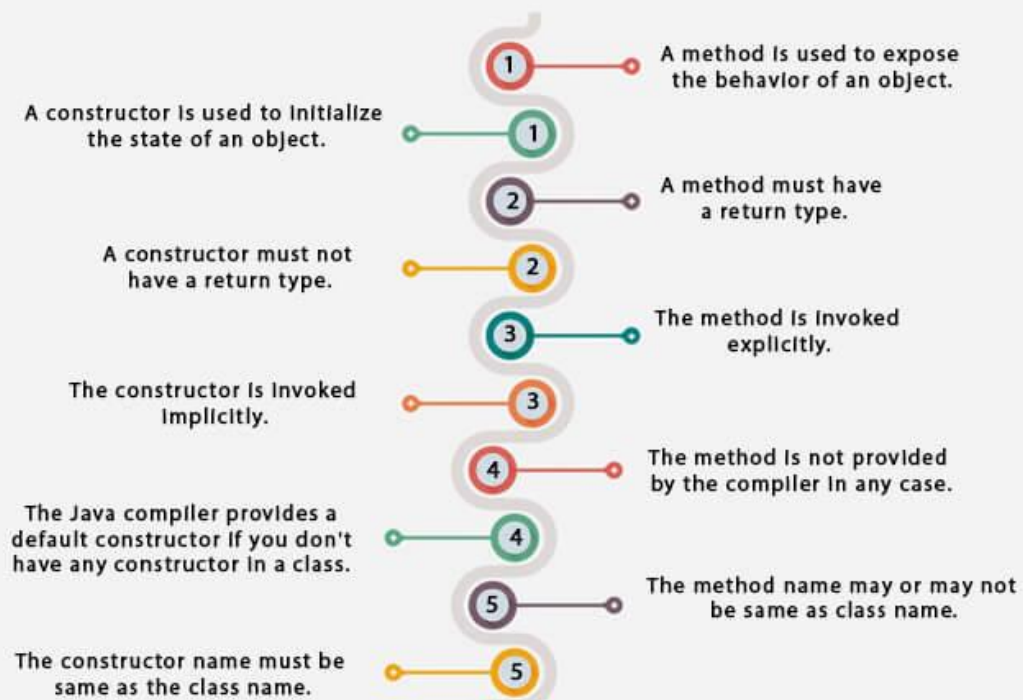 1
A method is used to expose
the behavior of an object.
A constructor is used to initialize
the state of an object.
1
2
A method must have
a return type.
A constructor must not
have a return type.
2
3
The method is invoked
explicitly.
The constructor is invoked
implicitly.
3
4
The method is not provided
by the compiler in any case.
The Java compiler provides a
default constructor if you don't
have any constructor in a class.
4
5
The method name may or may not
be same as class name.
The constructor name must be
same as the class name.
5